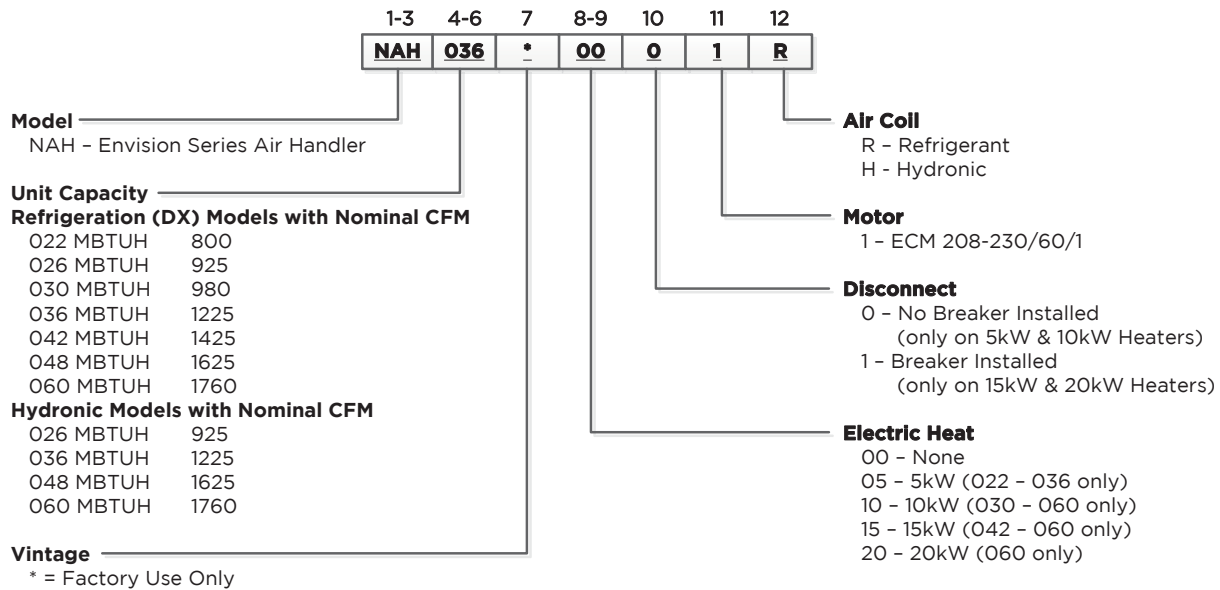 1-3 4-6 7 8-9 10 11 12
NAH 036 * 00 0 1 R
Model
NAH – Envision Series Air Handler
Unit Capacity
Refrigeration (DX) Models with Nominal CFM
022 MBTUH 800
026 MBTUH 925
030 MBTUH 980
036 MBTUH 1225
042 MBTUH 1425
048 MBTUH 1625
060 MBTUH 1760
Hydronic Models with Nominal CFM
026 MBTUH 925
036 MBTUH 1225
048 MBTUH 1625
060 MBTUH 1760
Vintage
* = Factory Use Only
Air Coil
R – Refrigerant
H - Hydronic
Motor
1 – ECM 208-230/60/1
Disconnect
0 – No Breaker Installed
(only on 5kW & 10kW Heaters)
1 – Breaker Installed
(only on 15kW & 20kW Heaters)
Electric Heat
00 – None
05 – 5kW (022 – 036 only)
10 – 10kW (030 – 060 only)
15 – 15kW (042 – 060 only)
20 – 20kW (060 only)